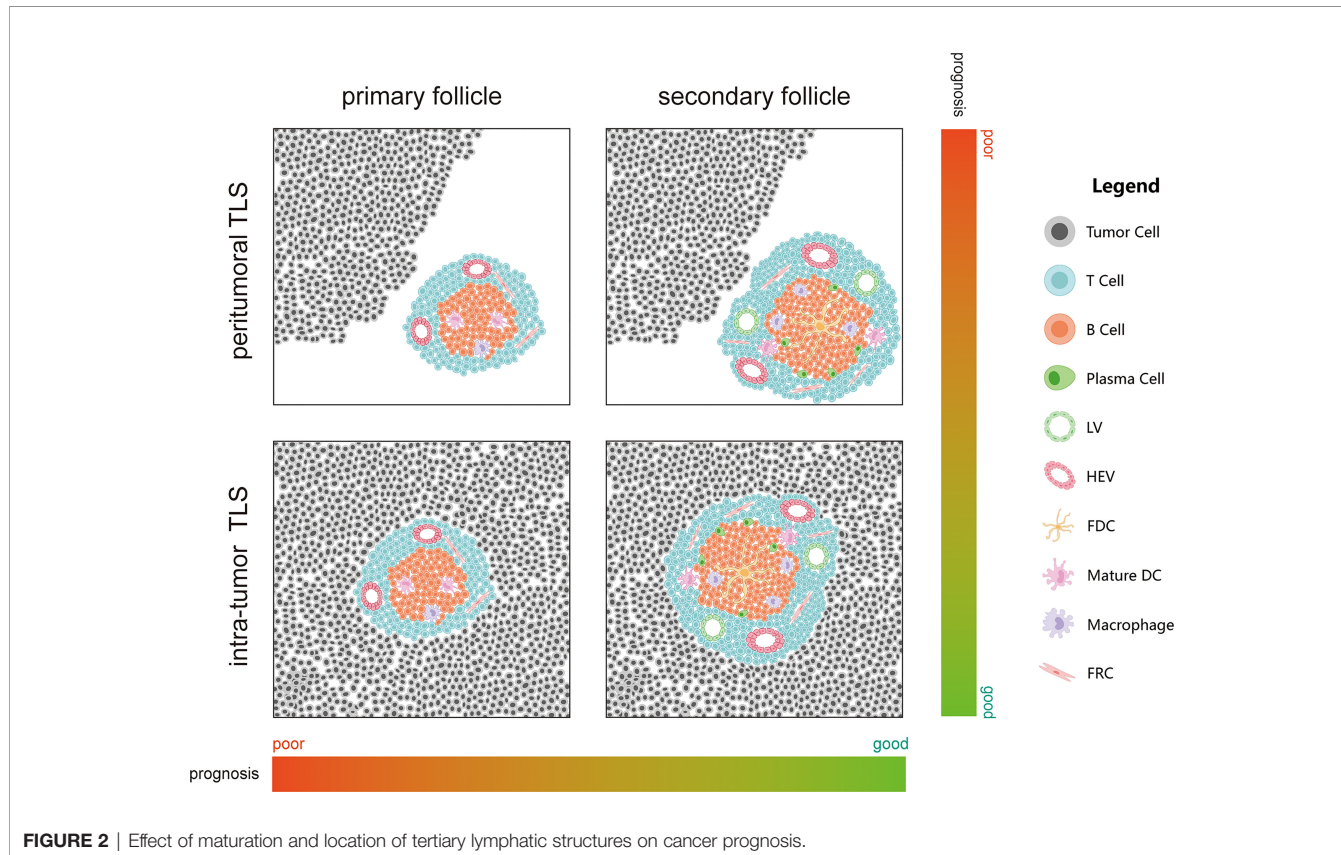 primary follicle
secondary follicle
prognosis
poor
peritumoral TLS
intra-tumor TLS
good
Legend
Tumor Cell
T Cell
B Cell
Plasma Cell
LV
HEV
FDC
Mature DC
Macrophage
FRC
poor
good
prognosis
FIGURE 2 | Effect of maturation and location of tertiary lymphatic structures on cancer prognosis.